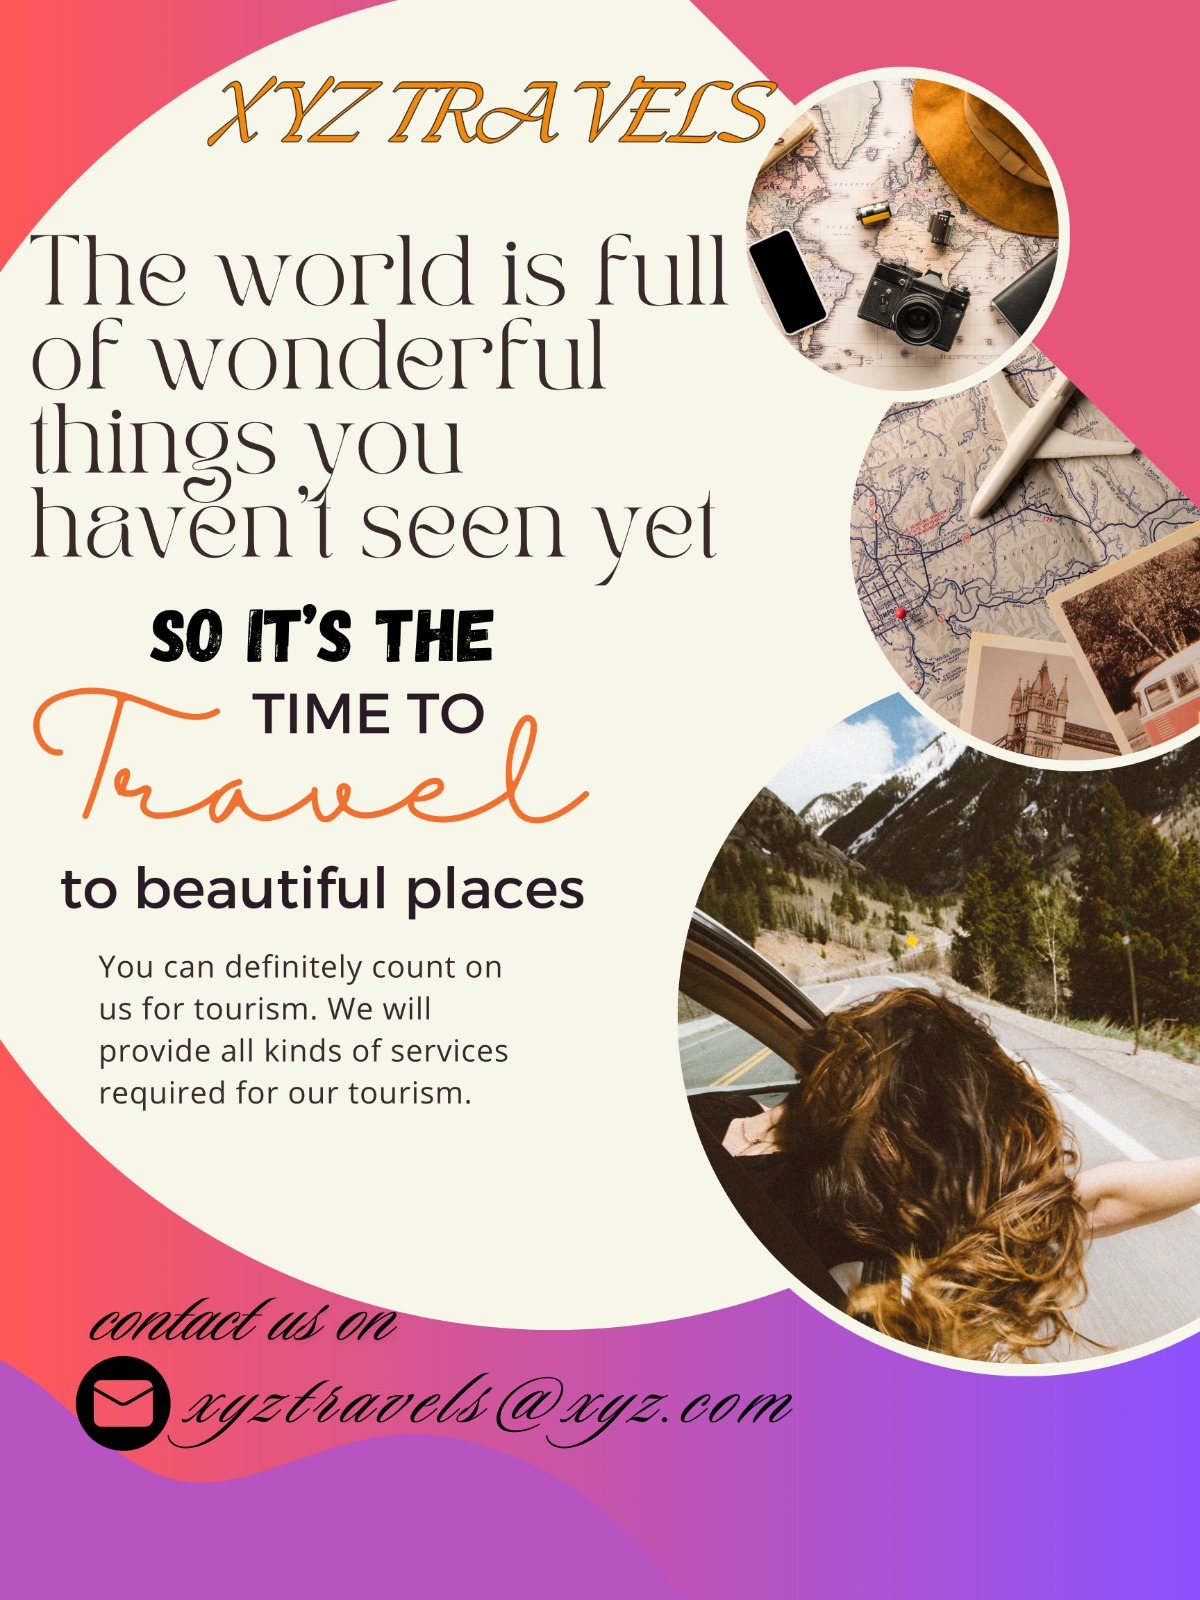 XYZ TRAVELS
The world is full
of wonderful
things you
haven't seen yet
SO IT'S THE
TIME TO
Travel
to beautiful places
You can definitely count on
us for tourism. We will
provide all kinds of services
required for our tourism.
contact us on
xyztravels@xyz.com